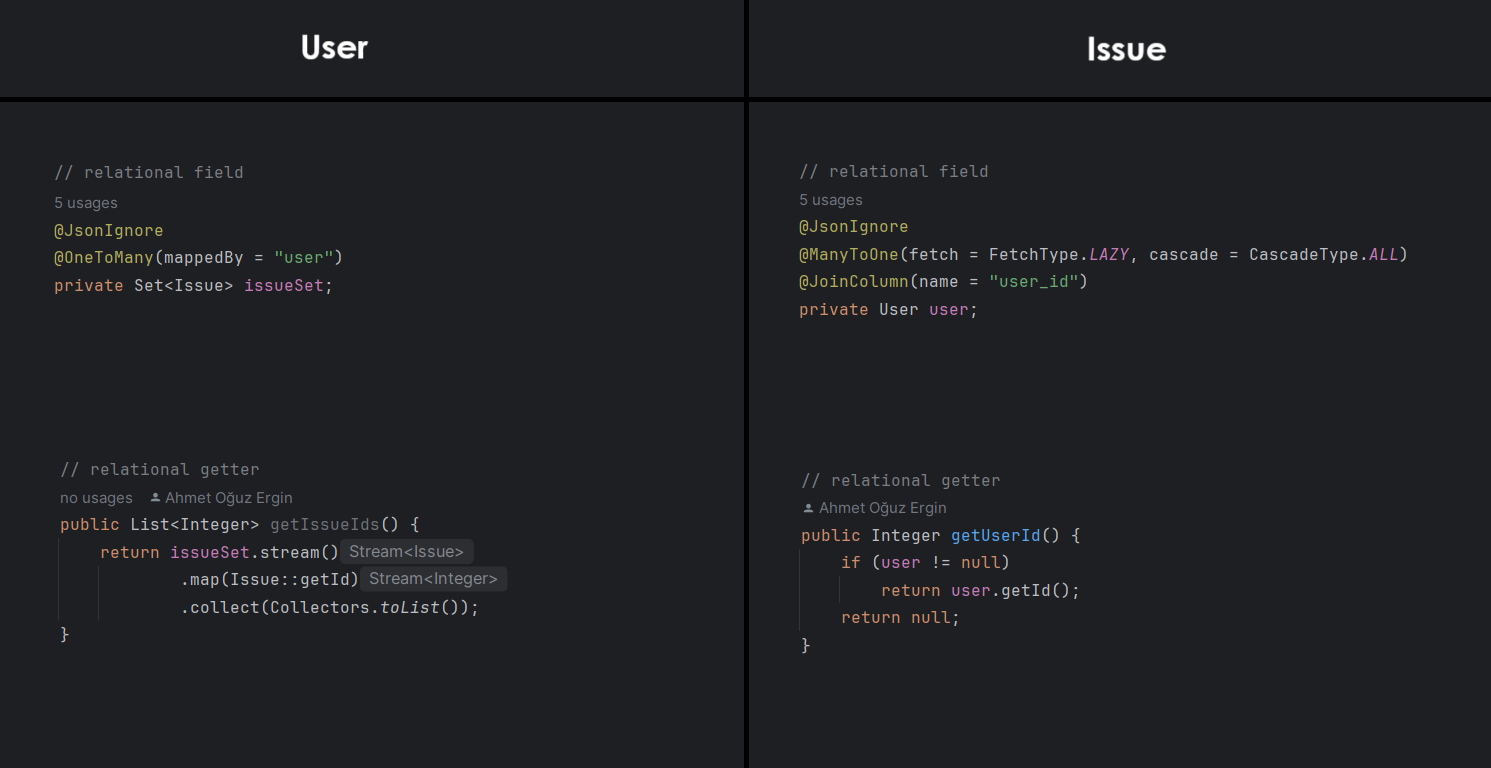 User
// relational field
5 usages
@JsonIgnore
@OneToMany(mappedBy = "user")
private Set<Issue> issueSet;
// relational getter
no usages Ahmet Oğuz Ergin
public List<Integer> getIssueIds() {
return issueSet.stream() Stream<Issue>
.map(Issue::getId) Stream<Integer>
.collect(Collectors.toList());
}
Issue
// relational field
5 usages
@JsonIgnore
@ManyToOne(fetch = FetchType.LAZY, cascade = CascadeType.ALL)
@JoinColumn(name = "user_id")
private User user;
// relational getter
Ahmet Oğuz Ergin
public Integer getUserId() {
if (user != null)
return user.getId();
return null;
}